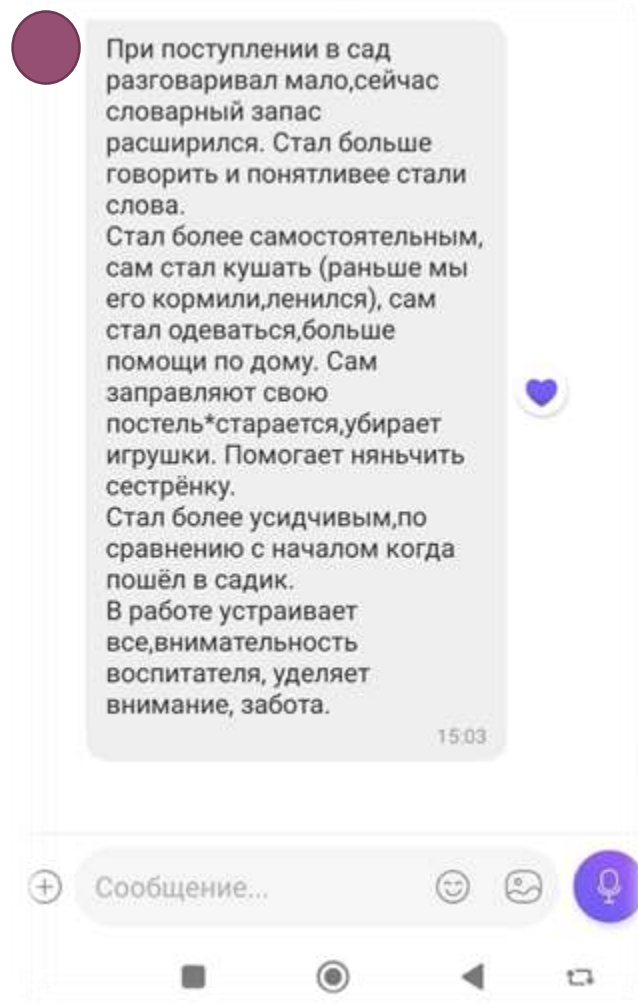 При поступлении в сад
разговаривал мало,сейчас
словарный запас
расширился. Стал больше
говорить и понятливее стали
слова.
Стал более самостоятельным,
сам стал кушать (раньше мы
его кормили,ленился), сам
стал одеваться,больше
помощи по дому. Сам
заправляют свою
постель*старается,убирает
игрушки. Помогает няньчить
сестрёнку.
Стал более усидчивым,по
сравнению с началом когда
пошёл в садик.
В работе устраивает
все,внимательность
воспитателя, уделяет
внимание, забота.
15:03
Сообщение...